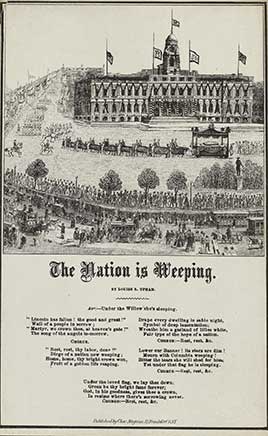 The Nation is Weeping.
BY LOUISE S. UPHAM.
Air—Under the Willow she's sleeping.
"Lincoln has fallen! the good and great!"
Wail of a people in sorrow;
"Martyr, we crown thee, at heaven's gate!"
The song of the angels to-morrow.
CHORUS.
"Rest, rest, thy labor, done!"
Dirge of a nation now weeping;
Home, home, thy bright crown won,
Fruit of a golden life reaping.
Drape every dwelling in sable night,
Symbol of deep lamentation;
Wreathe him a garland of lilies white,
Fair type of the hope of a nation.
CHORUS—Rest, rest, &c.
Lower our Banner! its stars are dim!
Mourn with Columbia weeping!
Bitter the tears she will shed for him,
Yet under that flag he is sleeping.
CHORUS—Rest, rest, &c.
Under the loved flag, we lay thee down,
Green be thy bright fame forever;
God, in his goodness, gives thee a crown,
In realms where there's sorrowing never.
CHORUS—Rest, rest, &c.
Published by Chas. Magnus, 12 Frankfort St. N.Y.